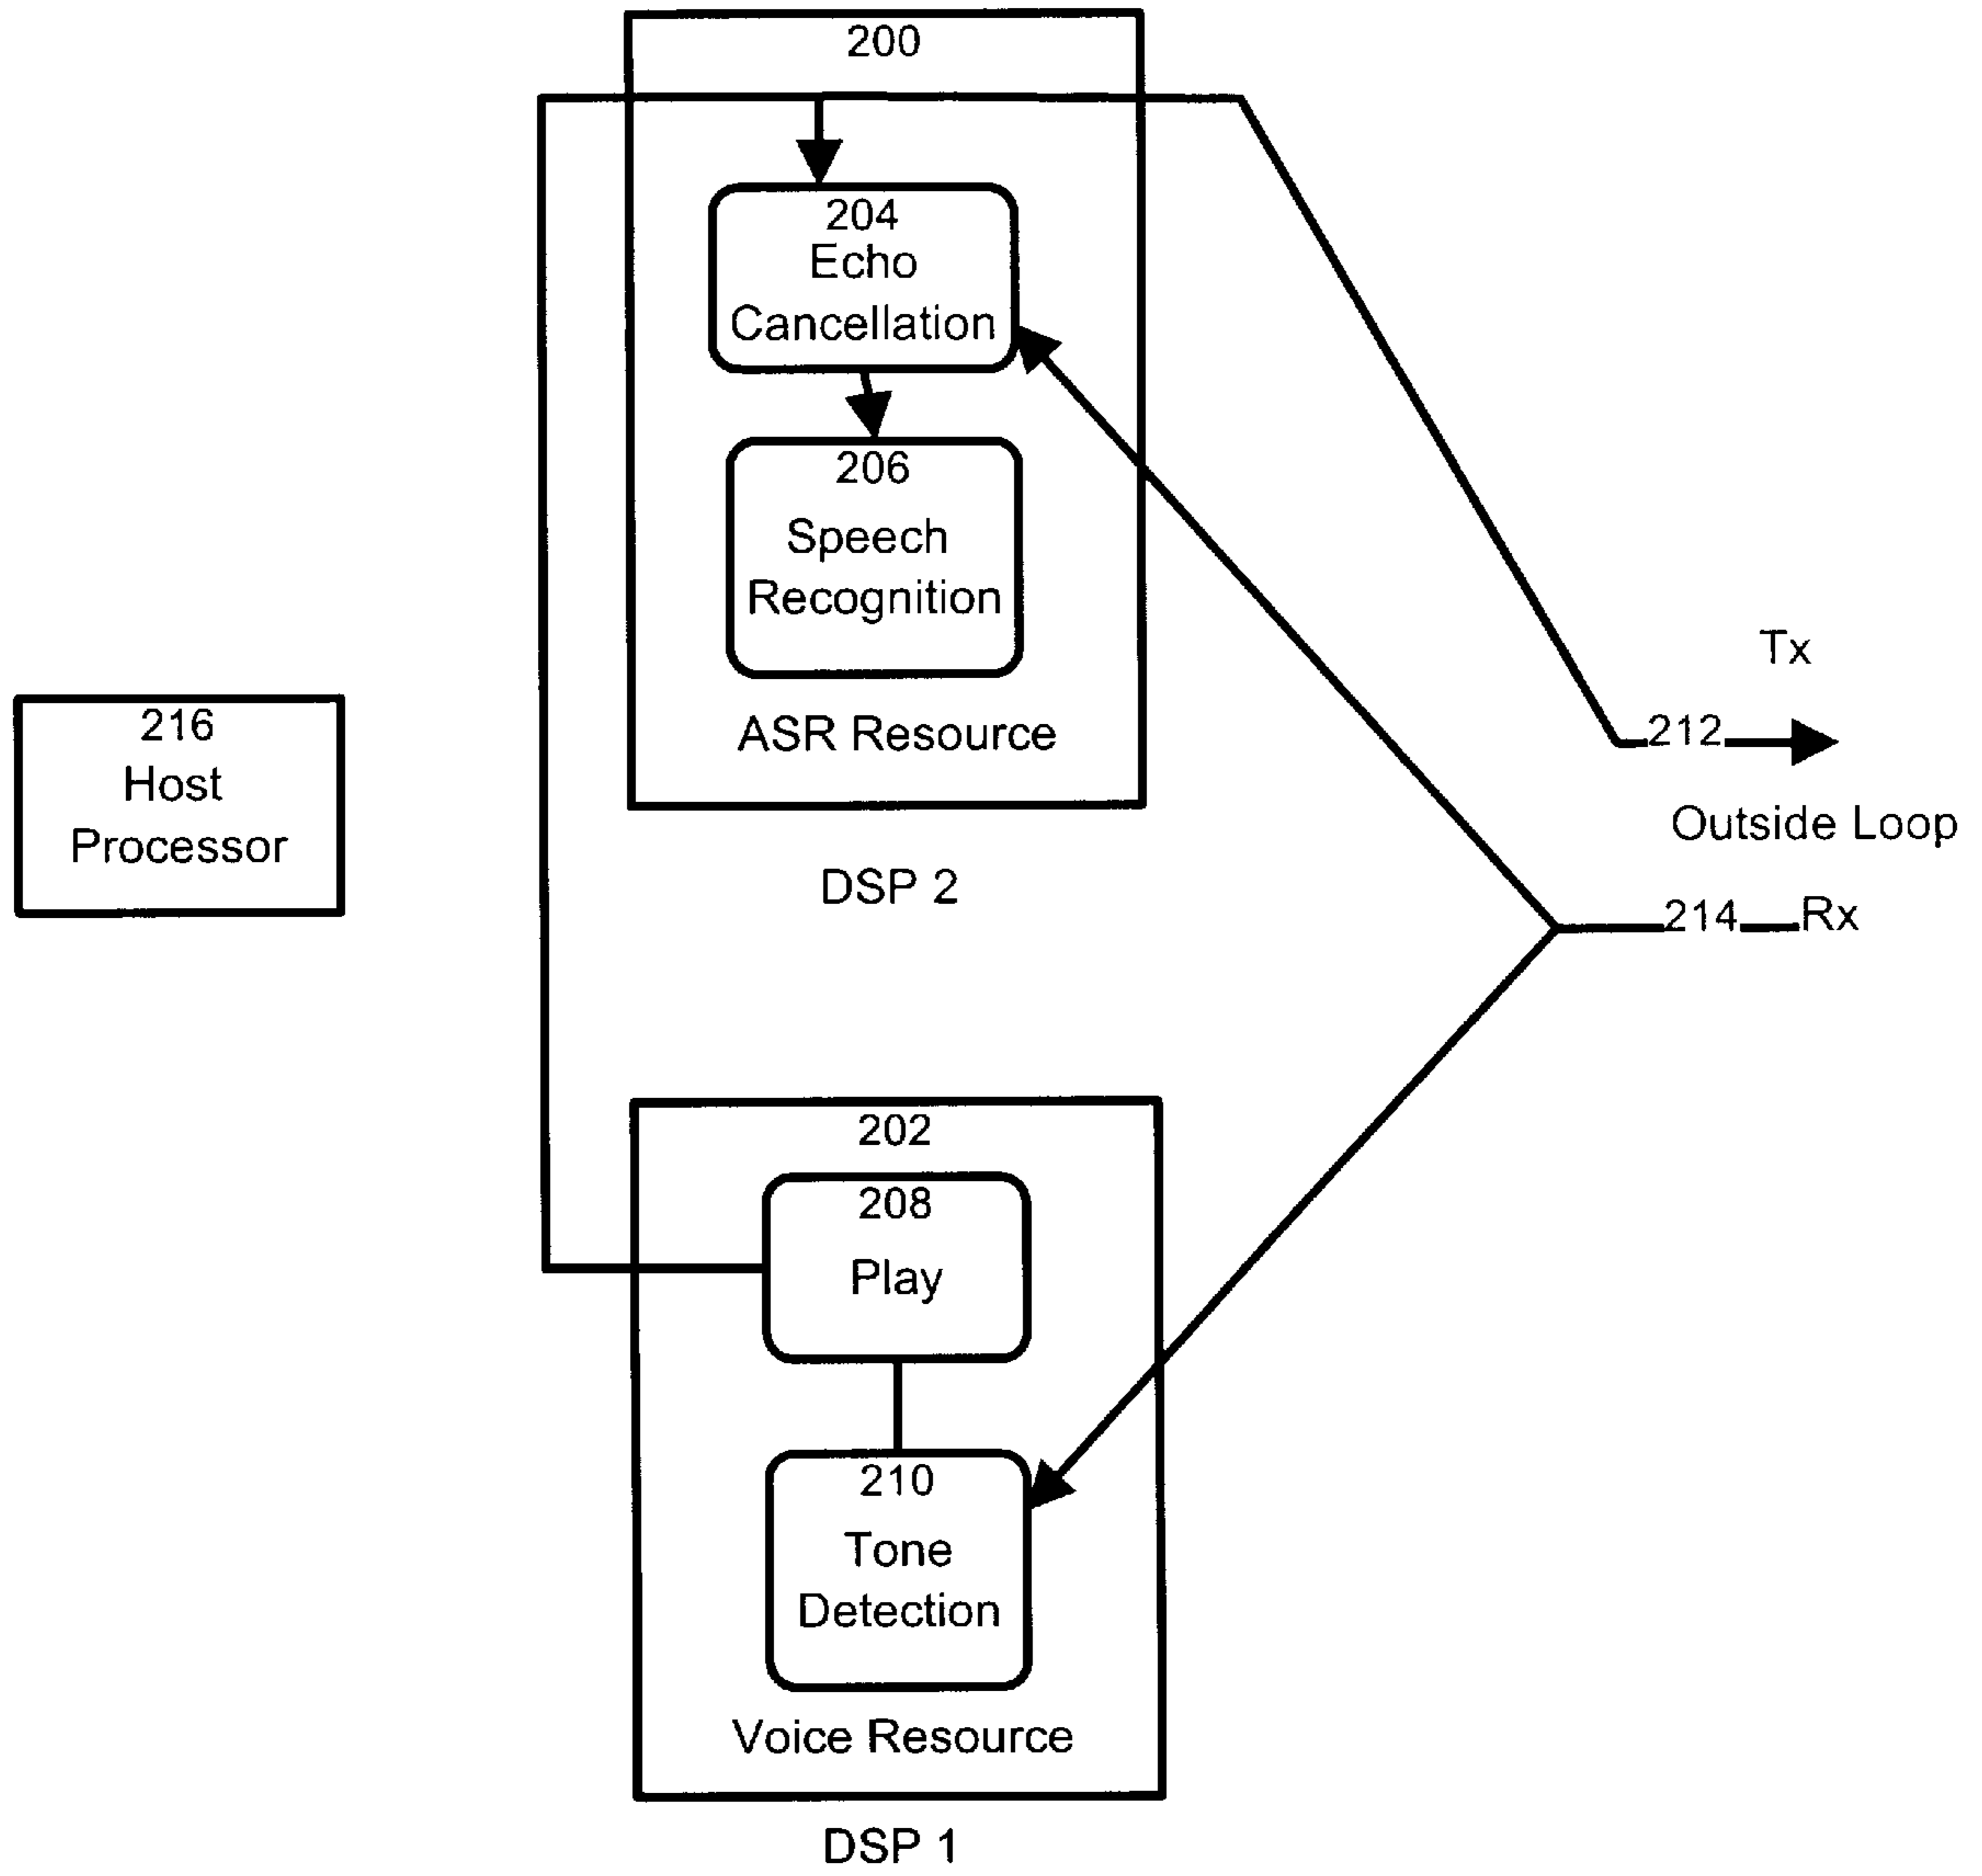 200
204
Echo
Cancellation
206
Speech
Recognition
ASR Resource
DSP 2
216
Host
Processor
Tx
212
Outside Loop
214 Rx
202
208
Play
210
Tone
Detection
Voice Resource
DSP 1